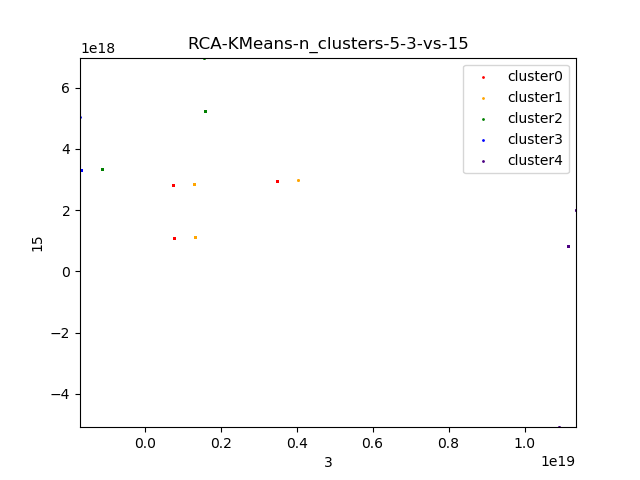 RCA-KMeans-n_clusters-5-3-vs-15
1e18
6
4
2
0
−2
−4
15
cluster0
cluster1
cluster2
cluster3
cluster4
0.0 0.2 0.4 0.6 0.8 1.0
3
1e19